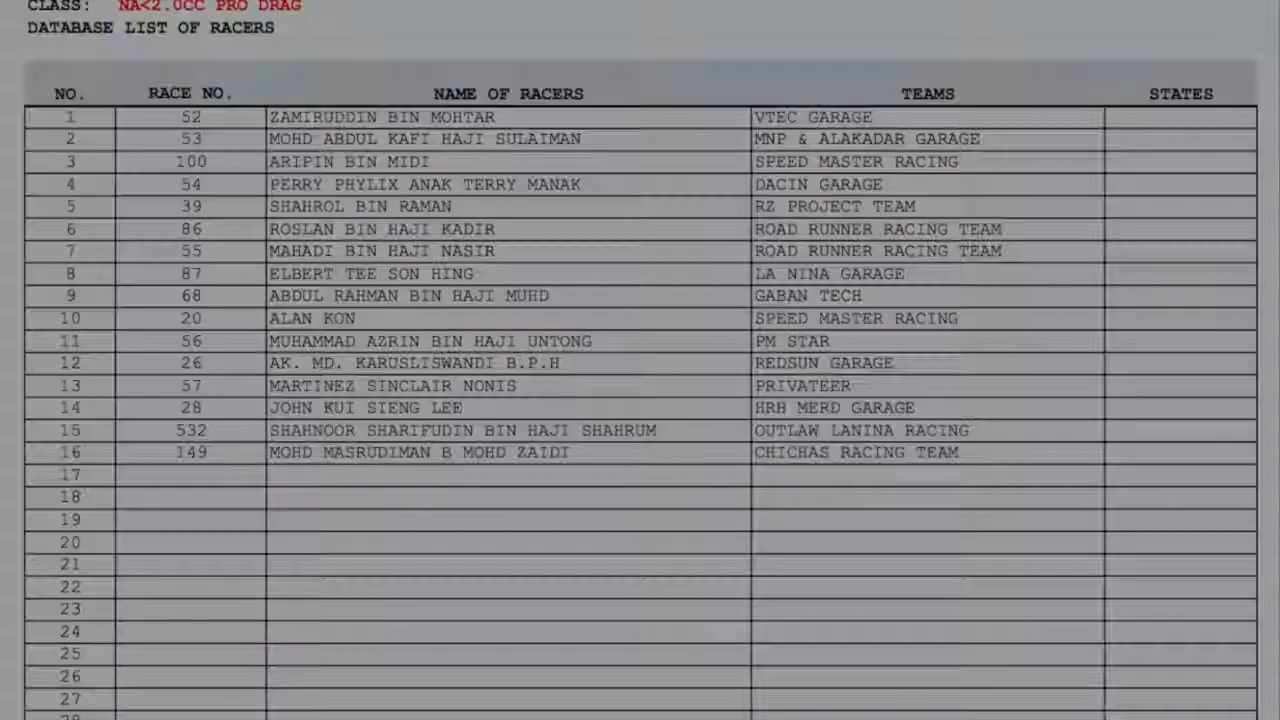 CLASS: NA<2.0CC PRO DRAG
DATABASE LIST OF RACERS
NO. RACE NO. NAME OF RACERS TEAMS STATES
1 52 ZAMIRUDDIN BIN MOHTAR VTEC GARAGE
2 53 MOHD ABDUL KAFI HAJI SULAIMAN MNP & ALAKADAR GARAGE
3 100 ARIPIN BIN MIDI SPEED MASTER RACING
4 54 PERRY PHYLIX ANAK TERRY MANAK DACIN GARAGE
5 39 SHAHROL BIN RAMAN RZ PROJECT TEAM
6 86 ROSLAN BIN HAJI KADIR ROAD RUNNER RACING TEAM
7 55 MAHADI BIN HAJI NASIR ROAD RUNNER RACING TEAM
8 87 ELBERT TEE SON HING LA NINA GARAGE
9 68 ABDUL RAHMAN BIN HAJI MUHD GABAN TECH
10 20 ALAN KON SPEED MASTER RACING
11 56 MUHAMMAD AZRIN BIN HAJI UNTONG PM STAR
12 26 AK. MD. KARUSLISWANDI B.P.H REDSUN GARAGE
13 57 MARTINEZ SINCLAIR NONIS PRIVATEER
14 28 JOHN KUI SIENG LEE HRH MERD GARAGE
15 532 SHAHNOOR SHARIFUDIN BIN HAJI SHAHRUM OUTLAW LANINA RACING
16 149 MOHD MASRUDIMAN B MOHD ZAIDI CHICHAS RACING TEAM
17
18
19
20
21
22
23
24
25
26
27
28